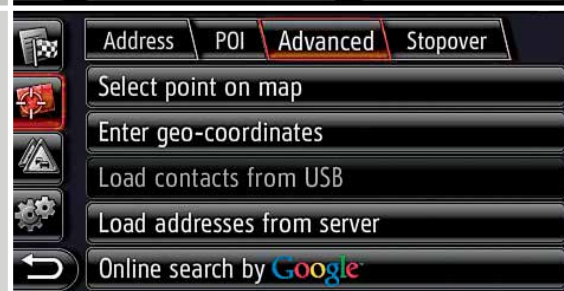 Address POI Advanced Stopover
Select point on map
Enter geo-coordinates
Load contacts from USB
Load addresses from server
Online search by Google